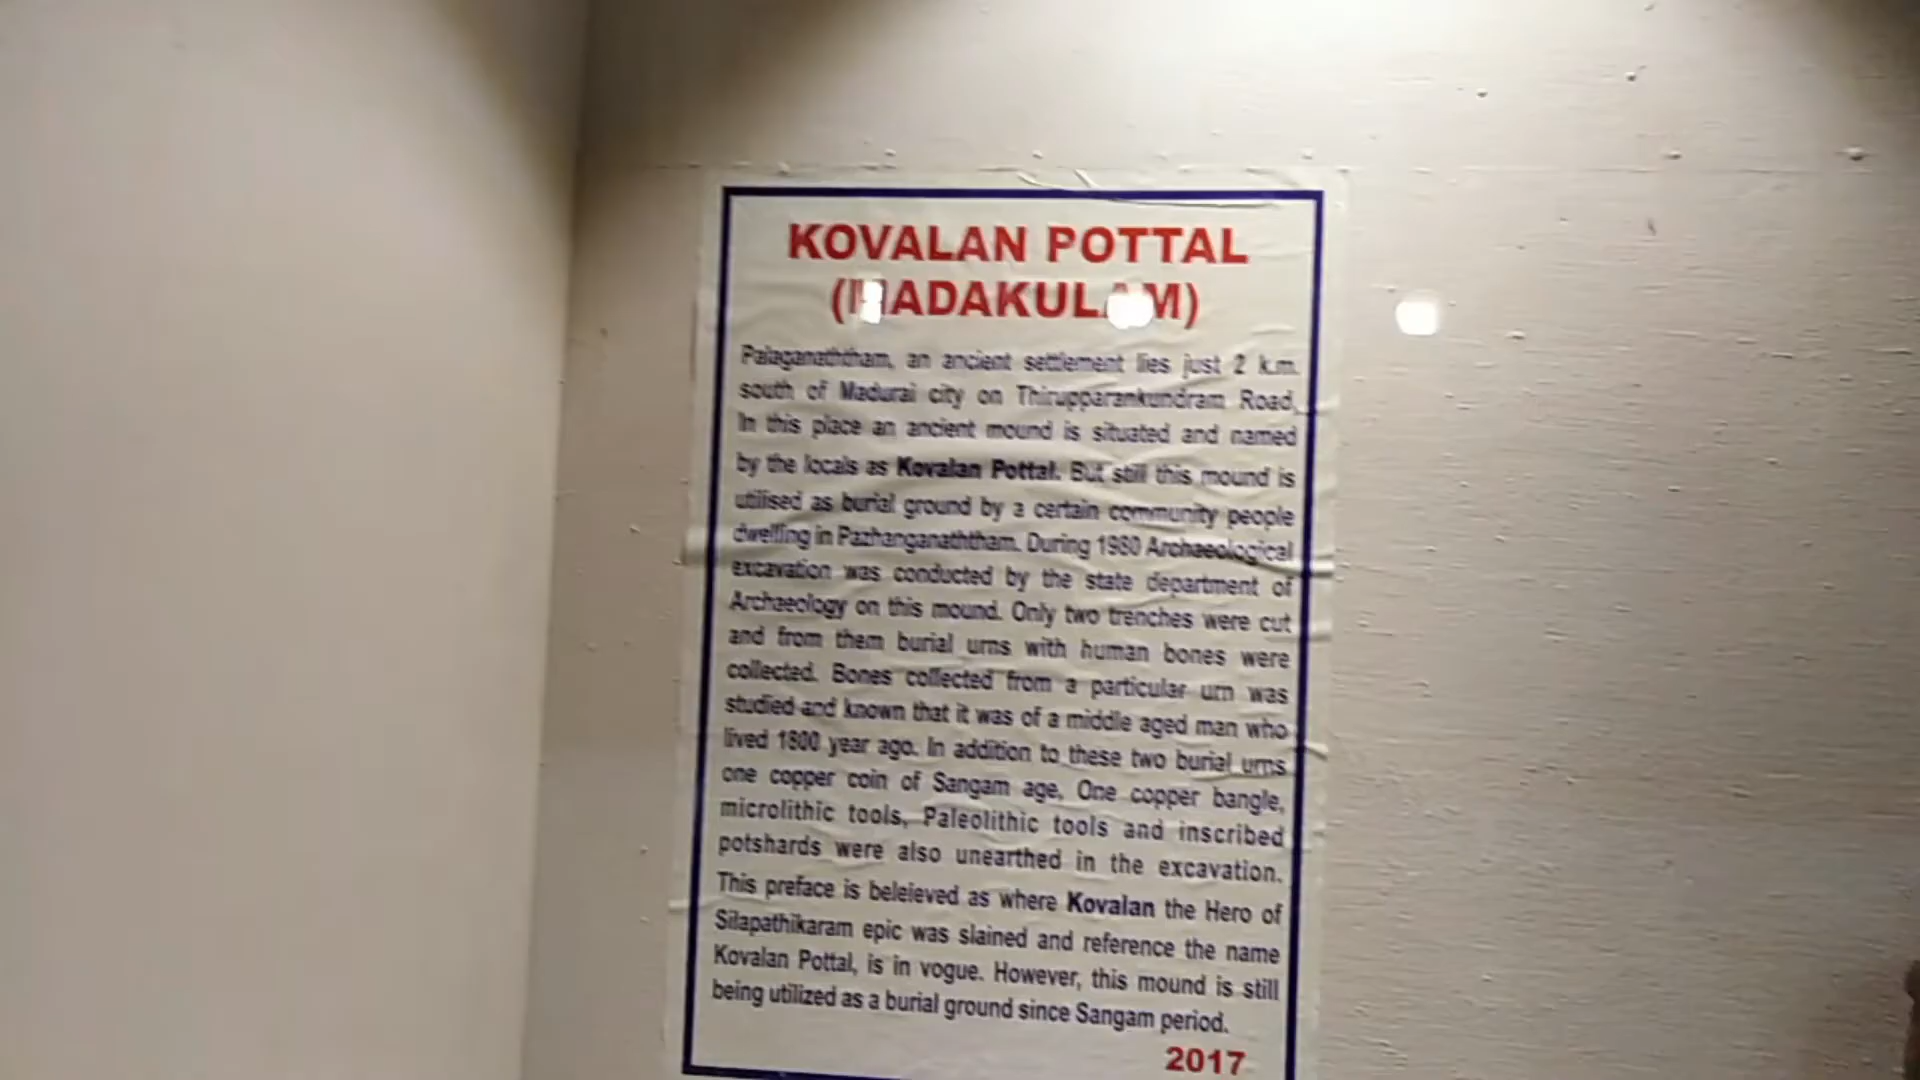 KOVALAN POTTAL
(MADAKULAM)
Palaganaththam, an ancient settlement lies just 2 k.m.
south of Madurai city on Thirupparankundram Road,
In this place an ancient mound is situated and named
by the locals as Kovalan Pottal. But still this mound is
utilised as burial ground by a certain community people
dwelling in Pazhanganaththam. During 1980 Archaeological
excavation was conducted by the state department of
Archaeology on this mound. Only two trenches were cut
and from them burial urns with human bones were
collected. Bones collected from a particular urn was
studied and known that it was of a middle aged man who
lived 1800 year ago. In addition to these two burial urns
one copper coin of Sangam age, One copper bangle,
microlithic tools, Paleolithic tools and inscribed
potshards were also unearthed in the excavation.
This preface is beleieved as where Kovalan the Hero of
Silapathikaram epic was slained and reference the name
Kovalan Pottal, is in vogue. However, this mound is still
being utilized as a burial ground since Sangam period.
2017